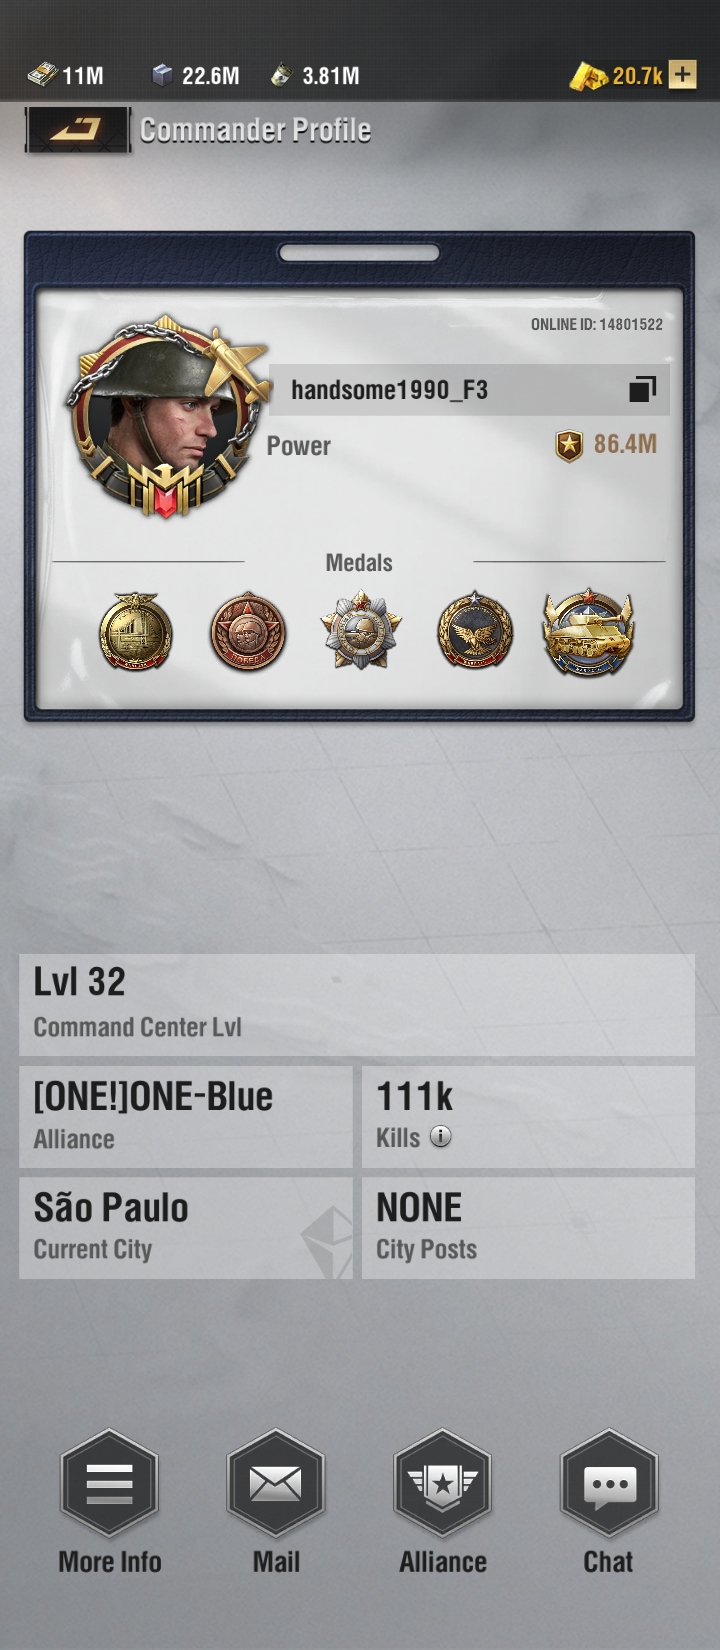 11M 22.6M 3.81M 20.7k
Commander Profile
ONLINE ID: 14801522
handsome1990_F3
Power 86.4M
Medals
ПОБЕДА
Lvl 32
Command Center Lvl
[ONE!]ONE-Blue
Alliance
111k
Kills
São Paulo
Current City
NONE
City Posts
More Info Mail Alliance Chat